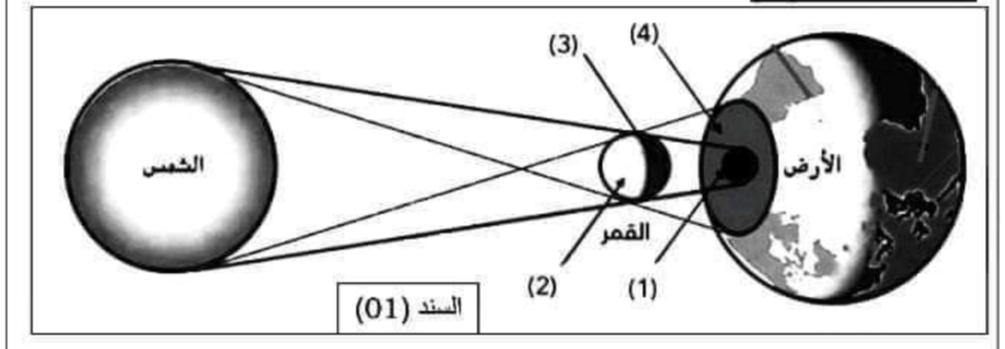 (4)
(3)
الشمس
الأرض
القمر
(2)
(1)
السند (01)